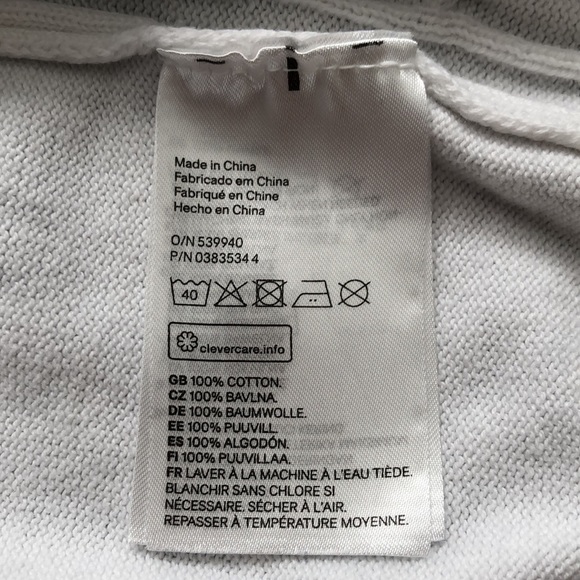 Made in China
Fabricado em China
Fabriqué en Chine
Hecho en China
O/N 539940
P/N 0383534 4
40
clevercare.info
GB 100% COTTON.
CZ 100% BAVLNA.
DE 100% BAUMWOLLE.
EE 100% PUUVILL.
ES 100% ALGODÓN.
FI 100% PUUVILLAA.
FR LAVER À LA MACHINE À L'EAU TIÈDE.
BLANCHIR SANS CHLORE SI
NÉCESSAIRE. SÉCHER À L'AIR.
REPASSER À TEMPÉRATURE MOYENNE.